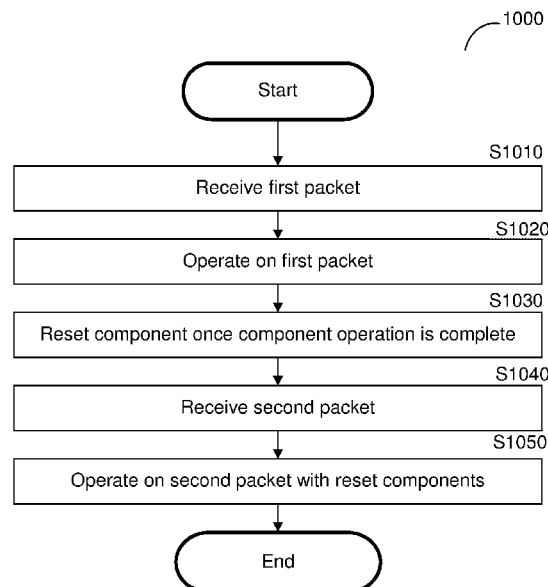 1000
Start
S1010
Receive first packet
S1020
Operate on first packet
S1030
Reset component once component operation is complete
S1040
Receive second packet
S1050
Operate on second packet with reset components
End